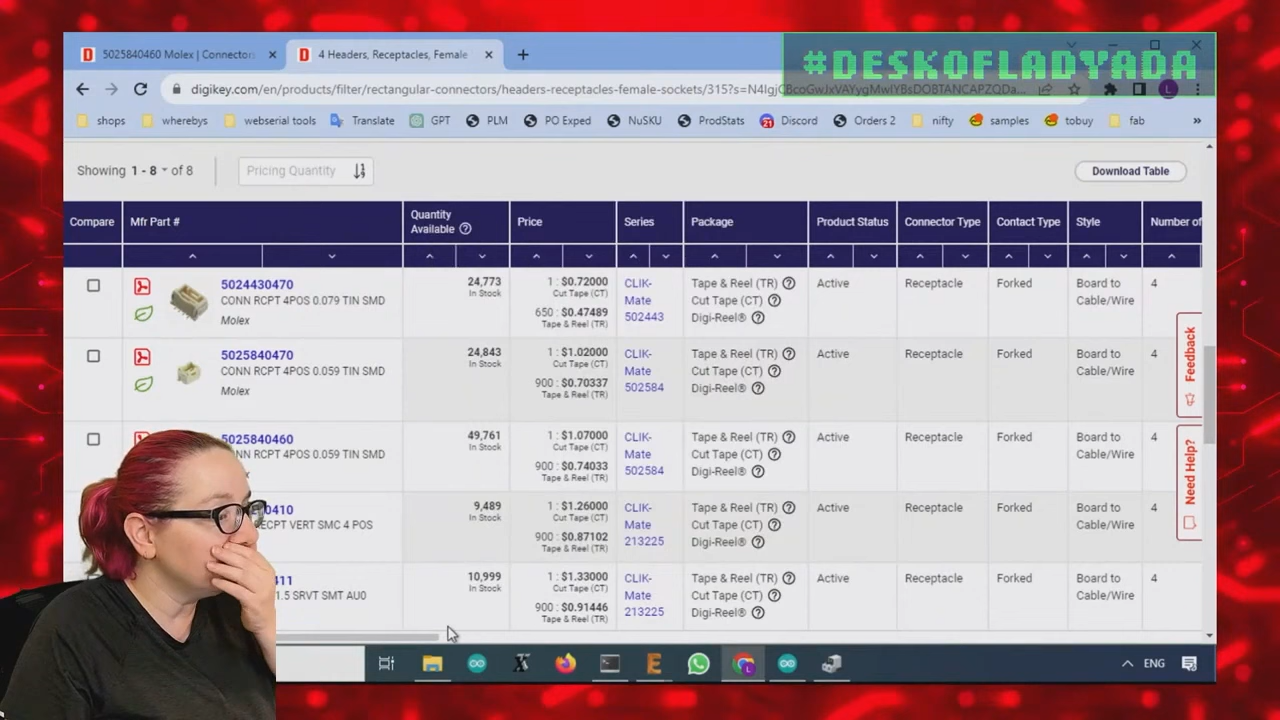 #DESKOFLADYADA
5025840460 Molex | Connector
4 Headers, Receptacles, Female
digikey.com/en/products/filter/rectangular-connectors/headers-receptacles-female-sockets/315?s=
shops
wherebys
webserial tools
Translate
GPT
PLM
PO Exped
NuSKU
ProdStats
21
Discord
Orders 2
nifty
samples
tobuy
fab
»
Showing 1 - 8 of 8
Pricing Quantity
Download Table
Compare
Mfr Part #
Quantity
Available
Price
Series
Package
Product Status
Connector Type
Contact Type
Style
Number of
5024430470
CONN RCPT 4POS 0.079 TIN SMD
Molex
24,773
In Stock
1 : $0.72000
Cut Tape (CT)
650 : $0.47489
Tape & Reel (TR)
CLIK-
Mate
502443
Tape & Reel (TR)
Cut Tape (CT)
Digi-Reel®
Active
Receptacle
Forked
Board to
Cable/Wire
4
5025840470
CONN RCPT 4POS 0.059 TIN SMD
Molex
24,843
In Stock
1 : $1.02000
Cut Tape (CT)
900 : $0.70337
Tape & Reel (TR)
CLIK-
Mate
502584
Tape & Reel (TR)
Cut Tape (CT)
Digi-Reel®
Active
Receptacle
Forked
Board to
Cable/Wire
4
5025840460
NN RCPT 4POS 0.059 TIN SMD
49,761
In Stock
1 : $1.07000
Cut Tape (CT)
900 : $0.74033
Tape & Reel (TR)
CLIK-
Mate
502584
Tape & Reel (TR)
Cut Tape (CT)
Digi-Reel®
Active
Receptacle
Forked
Board to
Cable/Wire
4
0410
ECPT VERT SMC 4 POS
9,489
In Stock
1 : $1.26000
Cut Tape (CT)
900 : $0.87102
Tape & Reel (TR)
CLIK-
Mate
213225
Tape & Reel (TR)
Cut Tape (CT)
Digi-Reel®
Active
Receptacle
Forked
Board to
Cable/Wire
4
411
1.5 SRVT SMT AU0
10,999
In Stock
1 : $1.33000
Cut Tape (CT)
900 : $0.91446
Tape & Reel (TR)
CLIK-
Mate
213225
Tape & Reel (TR)
Cut Tape (CT)
Digi-Reel®
Active
Receptacle
Forked
Board to
Cable/Wire
4
Feedback
Need Help?
ENG